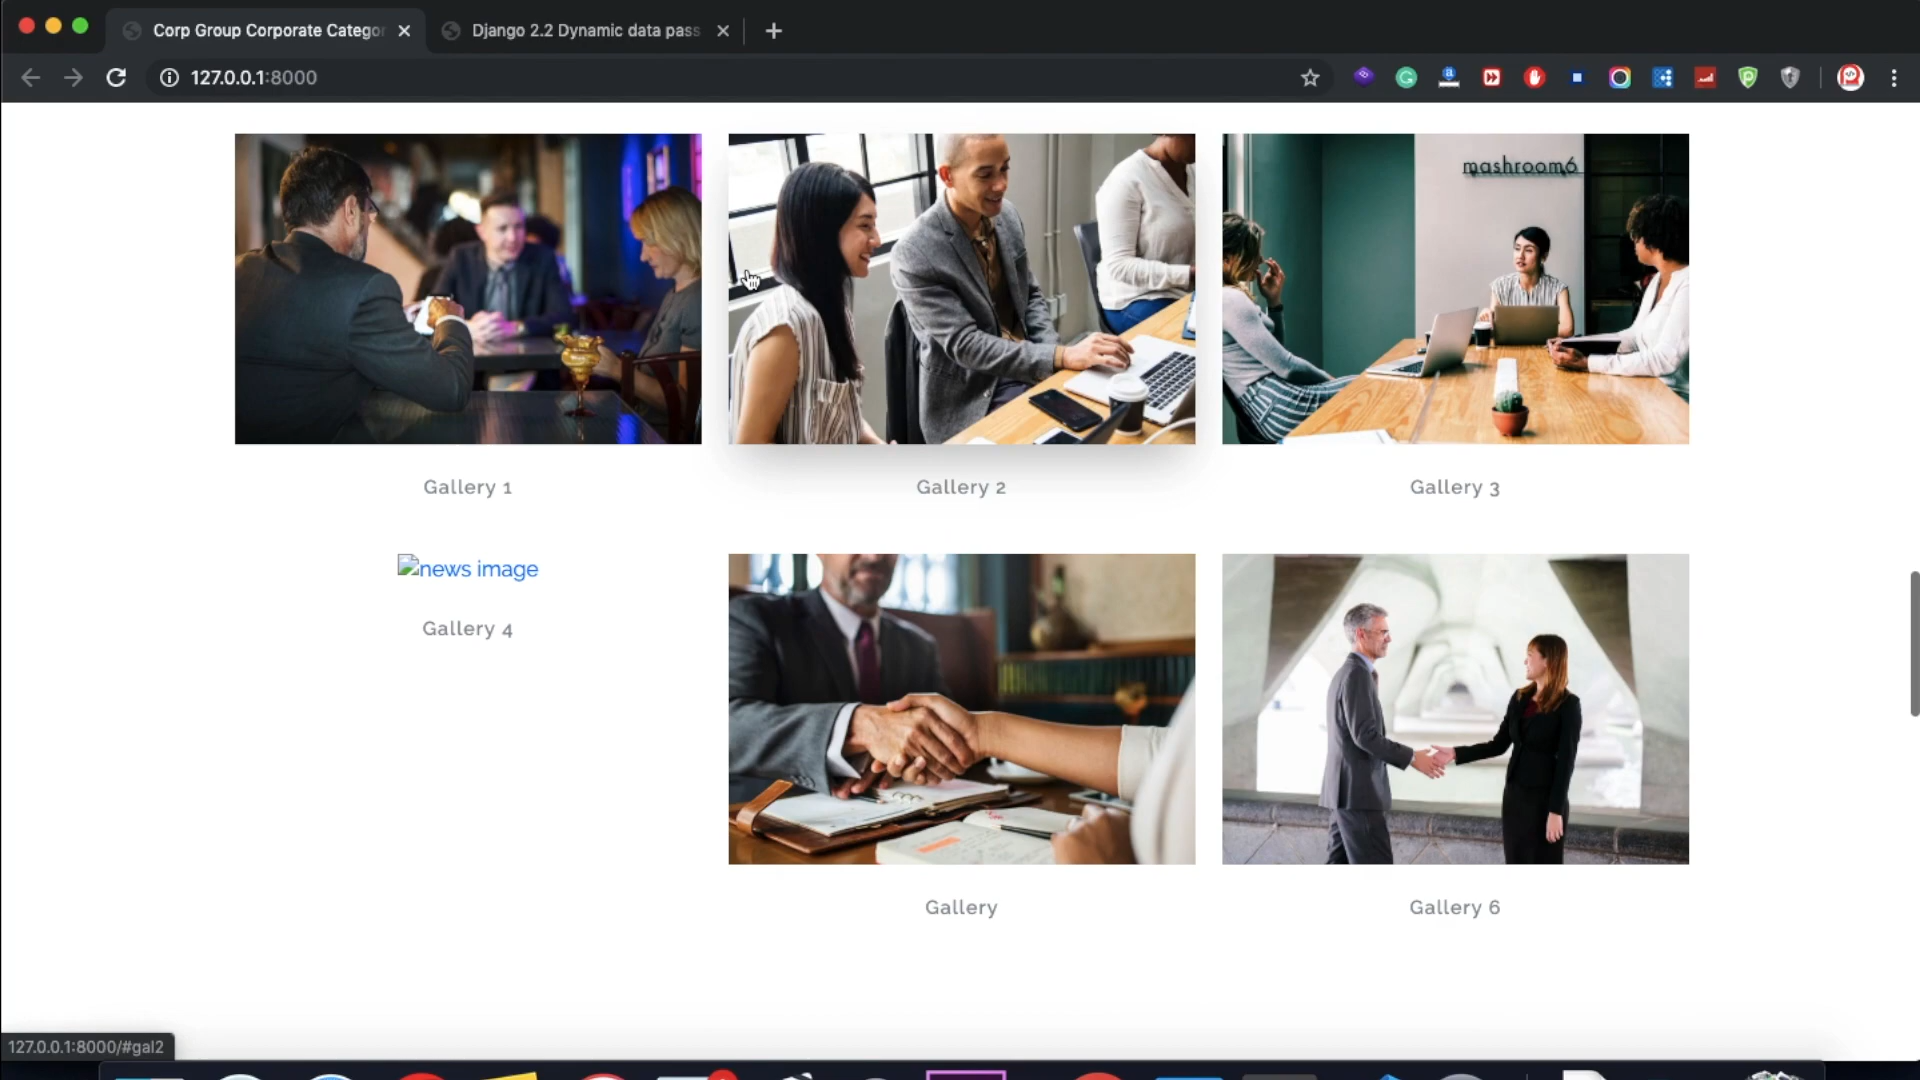 Corp Group Corporate Categor
Django 2.2 Dynamic data pass
127.0.0.1:8000
mashroom6
Gallery 1
Gallery 2
Gallery 3
news image
Gallery 4
Gallery
Gallery 6
127.0.0.1:8000/#gal2